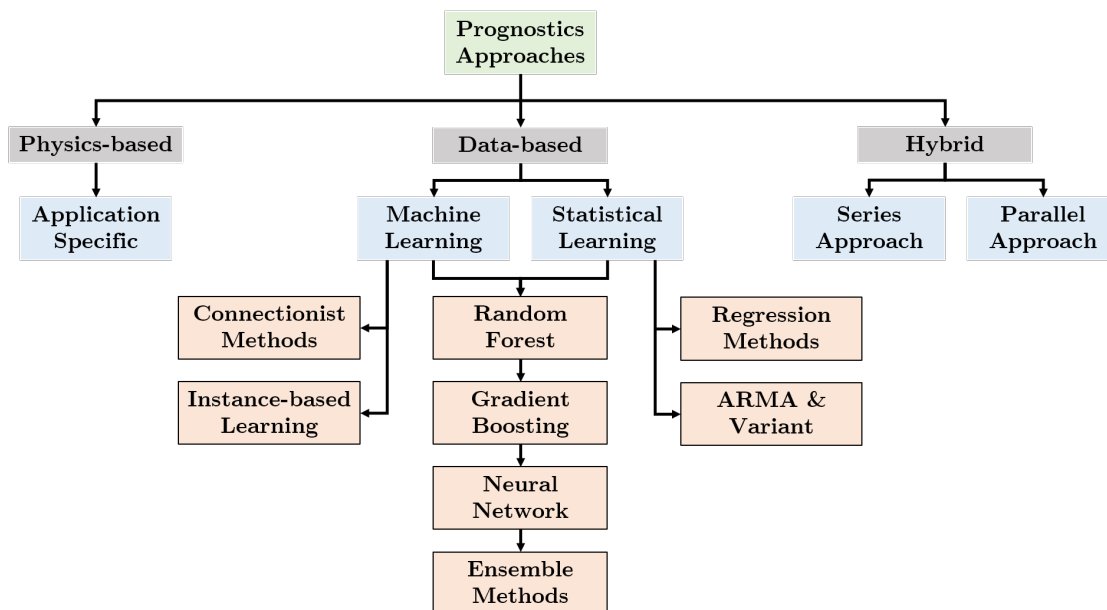 Prognostics
Approaches
Physics-based
Data-based
Hybrid
Application
Specific
Machine
Learning
Statistical
Learning
Series
Approach
Parallel
Approach
Connectionist
Methods
Random
Forest
Regression
Methods
Instance-based
Learning
Gradient
Boosting
ARMA &
Variant
Neural
Network
Ensemble
Methods